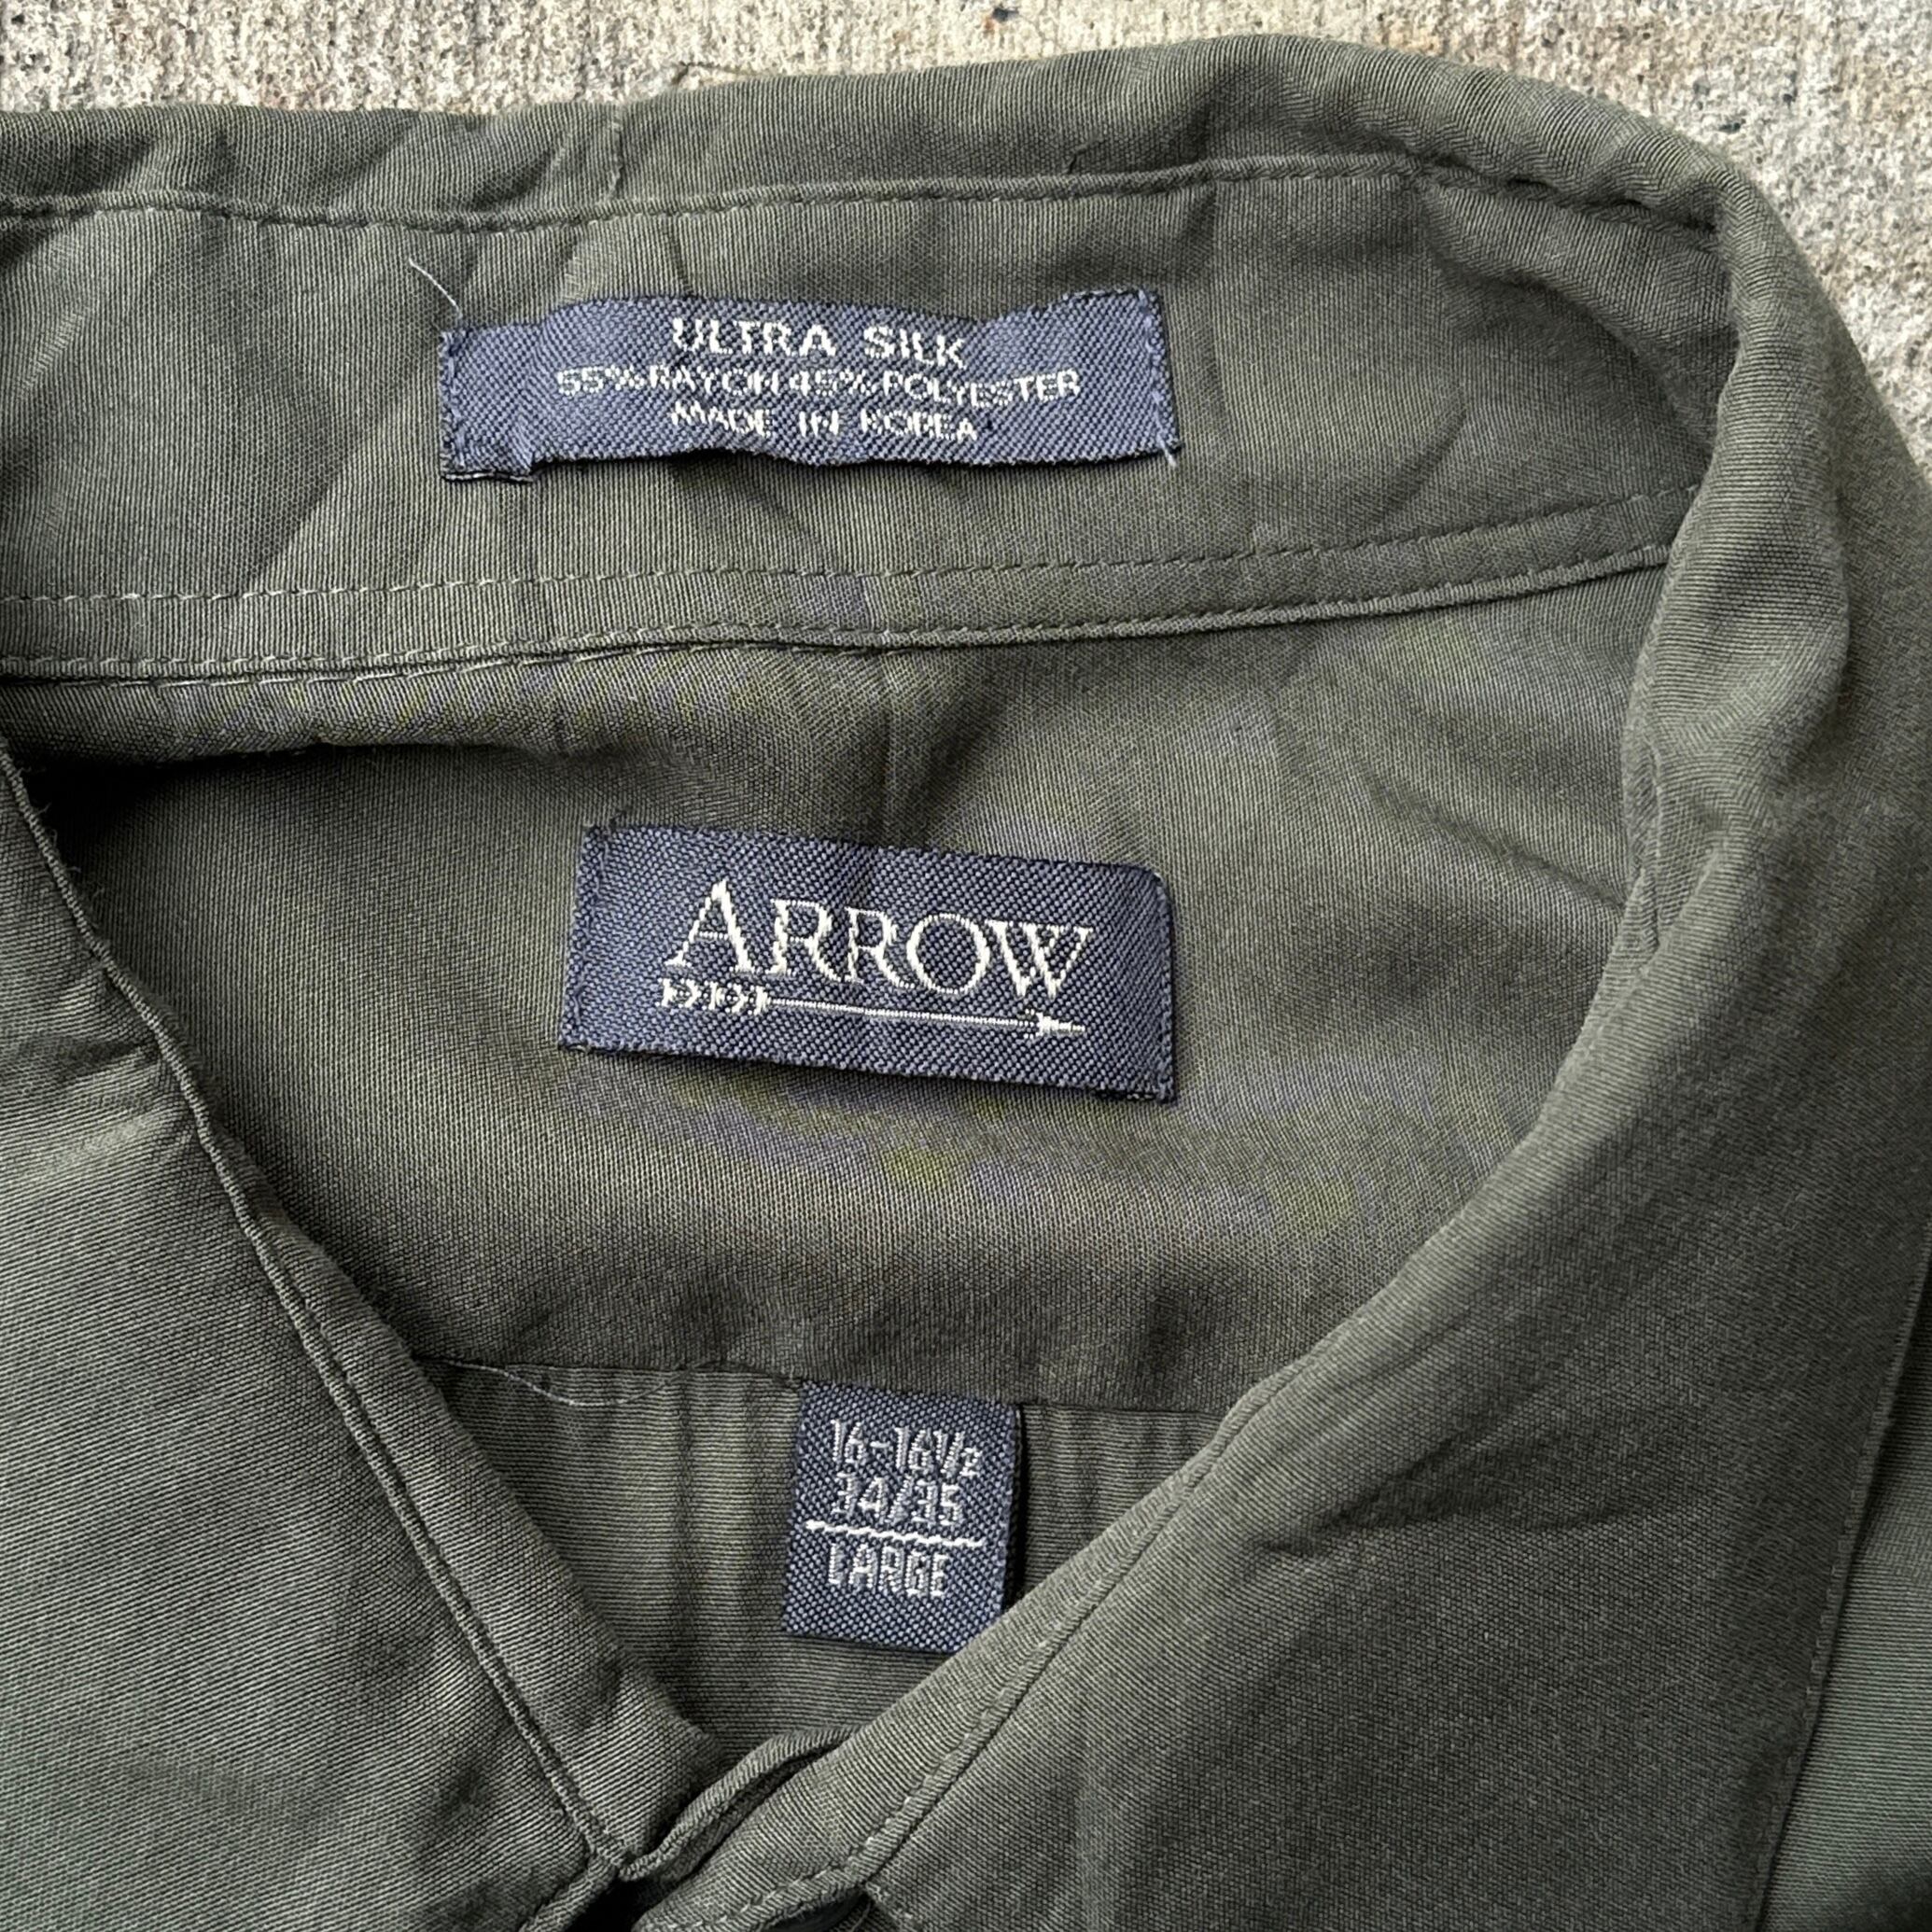 ULTRA SILK
55% RAYON 45% POLYESTER
MADE IN KOREA
ARROW
16-16½
34/35
LARGE